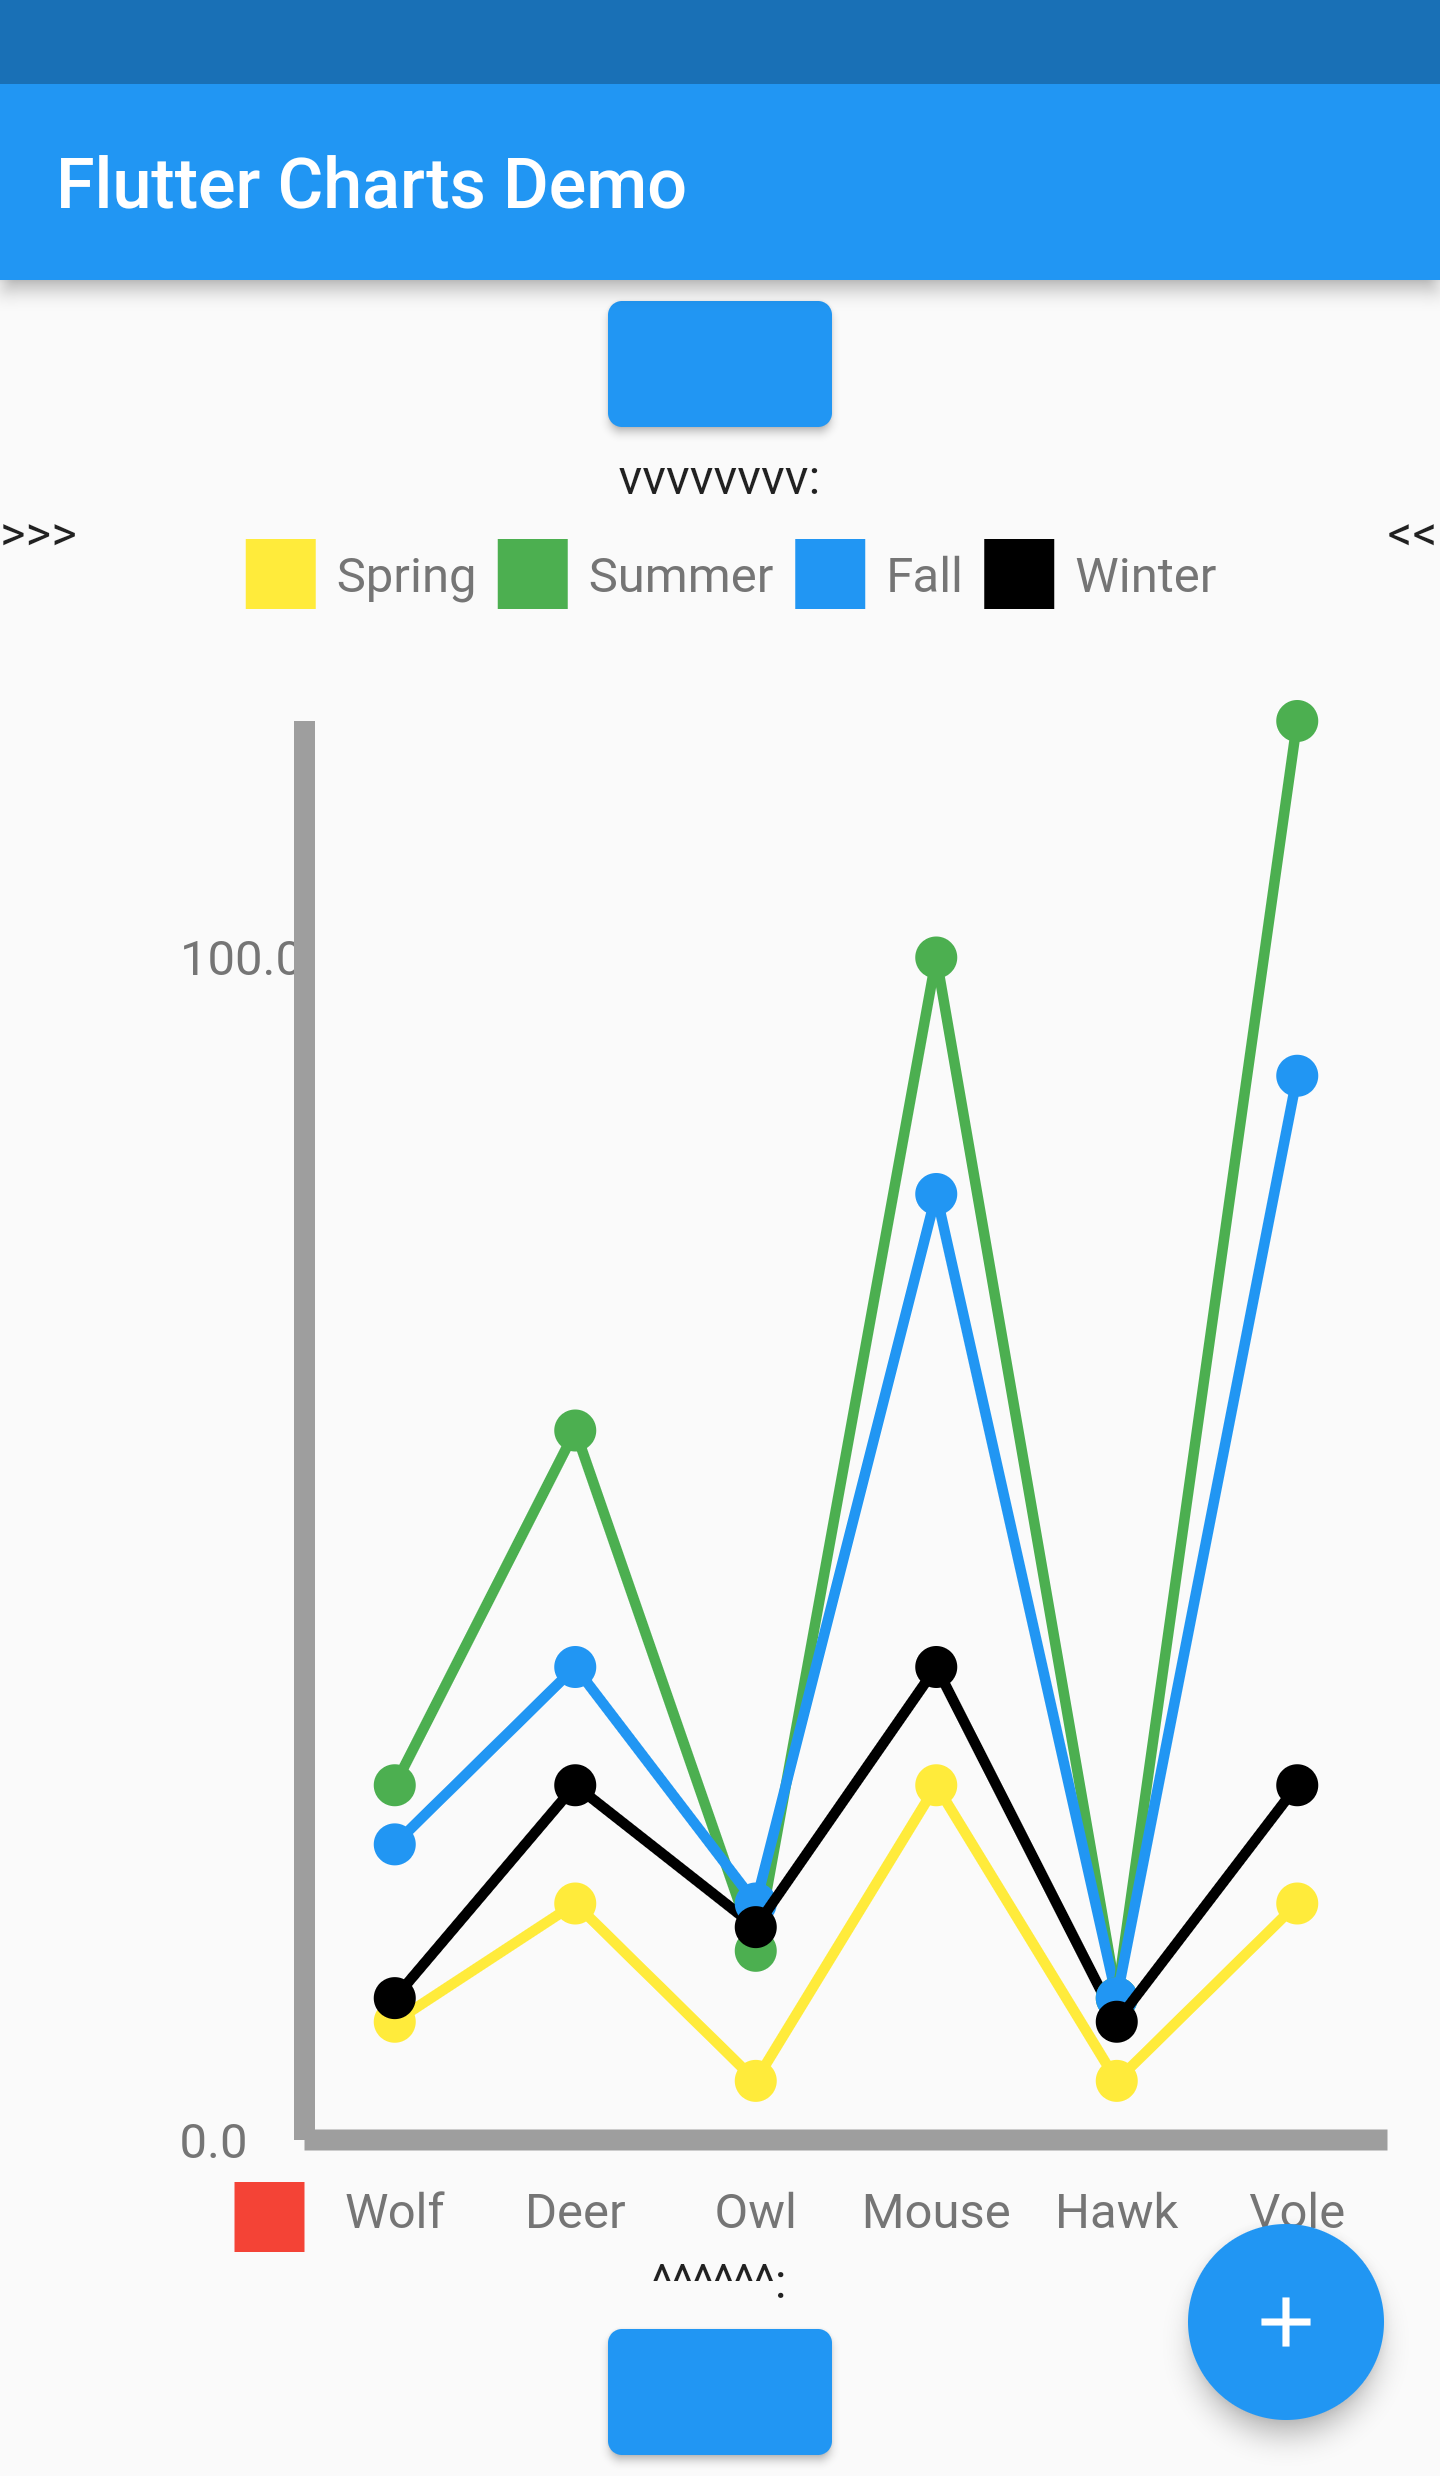 Flutter Charts Demo
vvvvvvvv:
>>> <<
Spring Summer Fall Winter
100.0
0.0
Wolf Deer Owl Mouse Hawk Vole
^^^^^^:
+